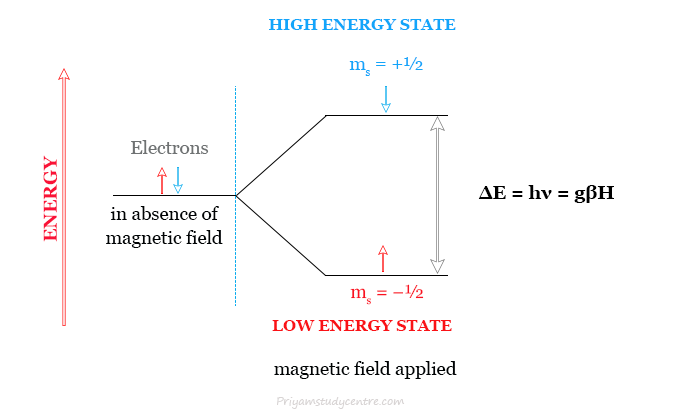 HIGH ENERGY STATE
mₛ = +½
ENERGY
Electrons
in absence of
magnetic field
ΔE = hν = gβH
mₛ = −½
LOW ENERGY STATE
magnetic field applied
Priyamstudycentre.com